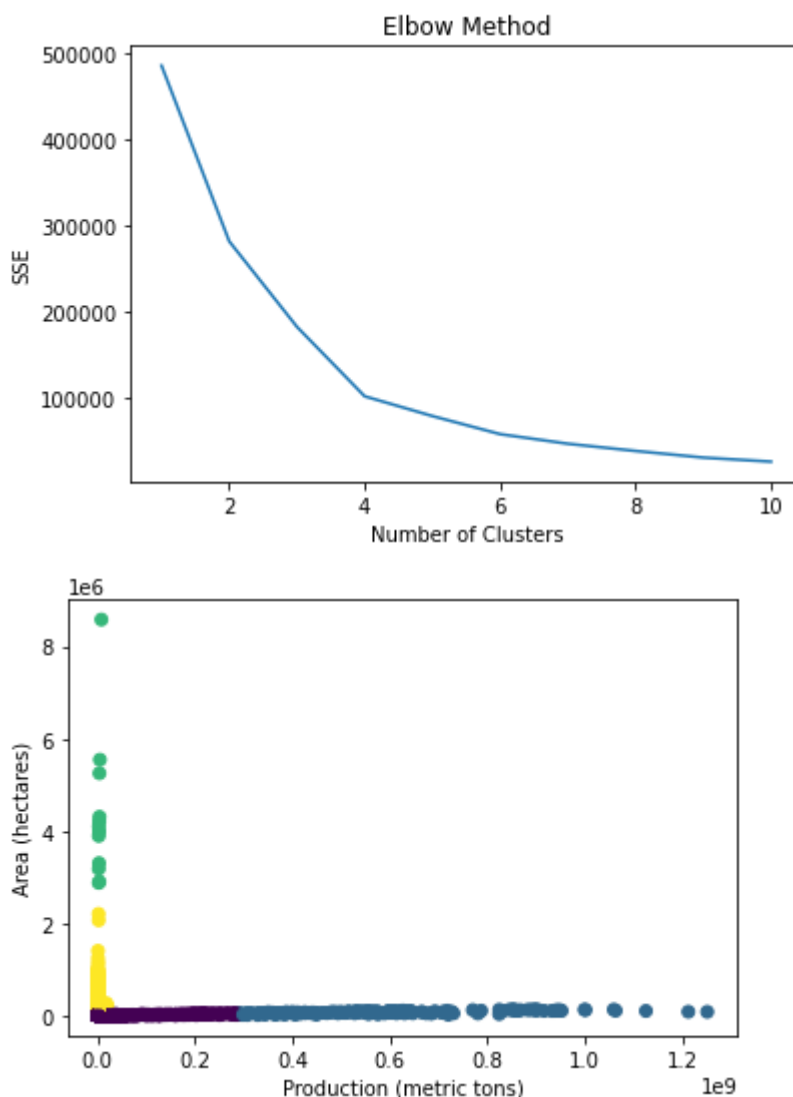 Elbow Method
500000
400000
300000
200000
100000
SSE
2 4 6 8 10
Number of Clusters
1e6
8
6
4
2
0
Area (hectares)
0.0 0.2 0.4 0.6 0.8 1.0 1.2
Production (metric tons)
1e9